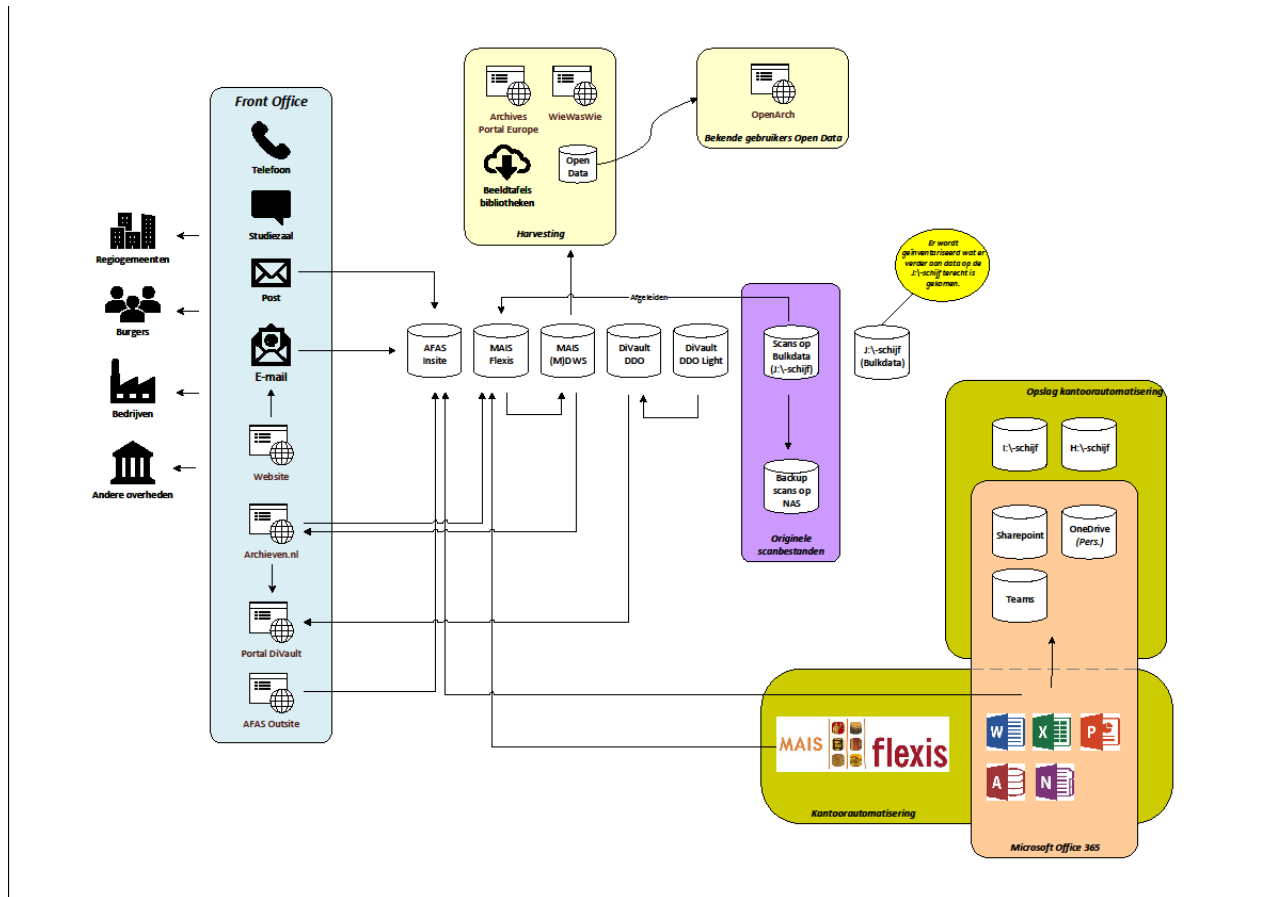 Front Office
Telefoon
Studiezaal
Post
E-mail
Website
Archieven.nl
Portal DiVault
AFAS Outsite
Regiogemeenten
Burgers
Bedrijven
Andere overheden
Archives
Portal Europe
WieWasWie
Beeldtafels
bibliotheken
Open
Data
Harvesting
OpenArch
Bekende gebruikers Open Data
Er wordt
geïnventariseerd wat er
verder aan data op de
J:\-schijf terecht is
gekomen.
Afgeleiden
AFAS
Insite
MAIS
Flexis
MAIS
(M)DWS
DiVault
DDO
DiVault
DDO Light
Scans op
Bulkdata
(J:\-schijf)
J:\-schijf
(Bulkdata)
Backup
scans op
NAS
Originele
scanbestanden
Opslag kantoorautomatisering
I:\-schijf
H:\-schijf
Sharepoint
OneDrive
(Pers.)
Teams
MAIS
flexis
W
X
P
A
N
Kantoorautomatisering
Microsoft Office 365